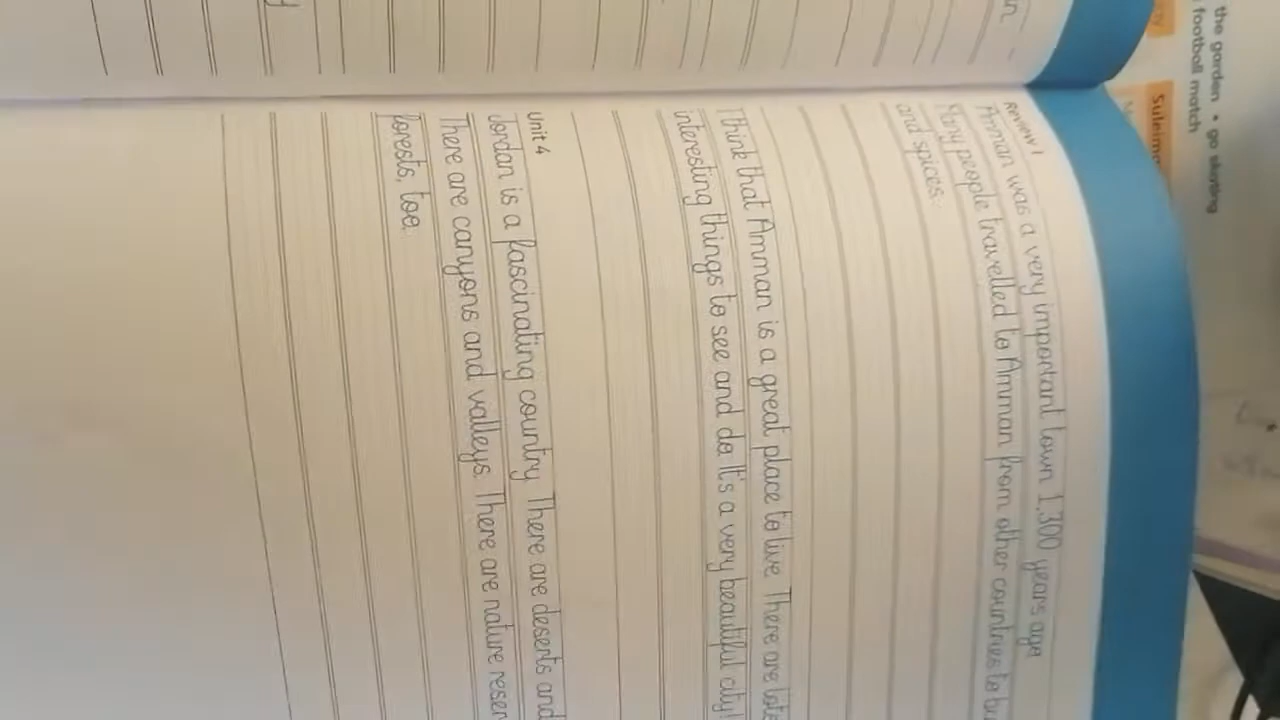 the garden • go skating
football match
Suleima
Review 1
Amman was a very important town 1,300 years ago
Many people travelled to Amman from other countries to bu
and spices.
I think that Amman is a great place to live. There are lots
interesting things to see and do. It's a very beautiful city!
Unit 4
Jordan is a fascinating country. There are deserts and
There are canyons and valleys. There are nature reser
forests, too.